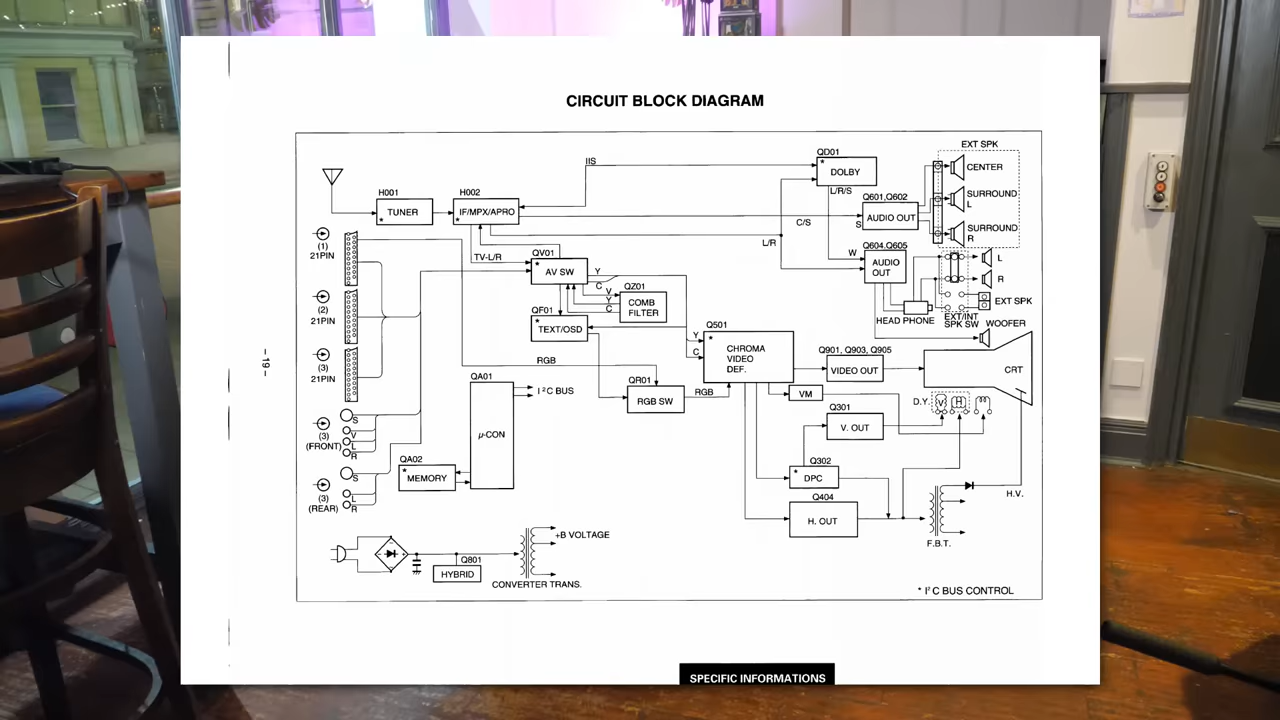 CIRCUIT BLOCK DIAGRAM
EXT SPK
QD01
DOLBY
IIS
CENTER
L/R/S
SURROUND
L
SURROUND
R
H001
TUNER
*
H002
IF/MPX/APRO
*
Q601,Q602
AUDIO OUT
S
C/S
L/R
(1)
21PIN
TV-L/R
QV01
* AV SW
Y
C
V
Y
C
QZ01
COMB
FILTER
Q604,Q605
AUDIO
OUT
W
L
R
EXT SPK
HEAD PHONE
EXT/INT
SPK SW
WOOFER
(2)
21PIN
QF01
* TEXT/OSD
(3)
21PIN
– 19 –
RGB
Q501
*
CHROMA
VIDEO
DEF.
Y
C
Q901, Q903, Q905
VIDEO OUT
CRT
QA01
μ-CON
I²C BUS
QR01
RGB SW
RGB
VM
D.Y.
V
H
Q301
V. OUT
S
V
L
R
(3)
(FRONT)
QA02
* MEMORY
Q302
* DPC
S
L
R
(3)
(REAR)
Q404
H. OUT
H.V.
F.B.T.
+B VOLTAGE
Q801
HYBRID
CONVERTER TRANS.
* I²C BUS CONTROL
SPECIFIC INFORMATIONS